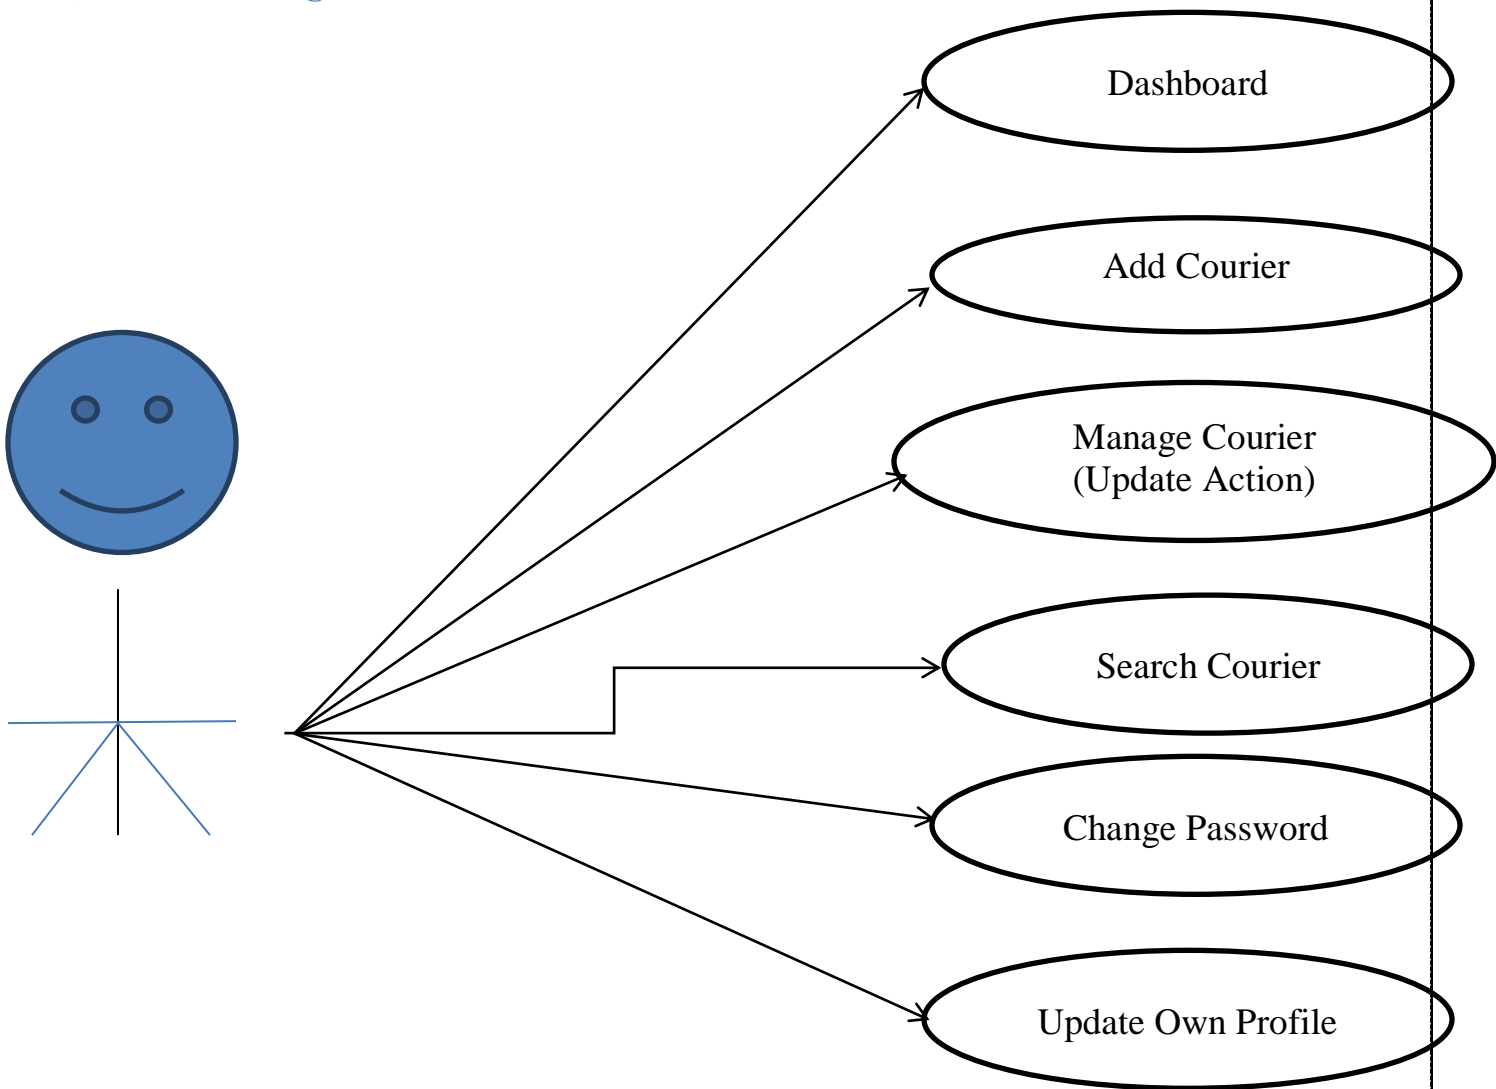 Dashboard
Add Courier
Manage Courier
(Update Action)
Search Courier
Change Password
Update Own Profile